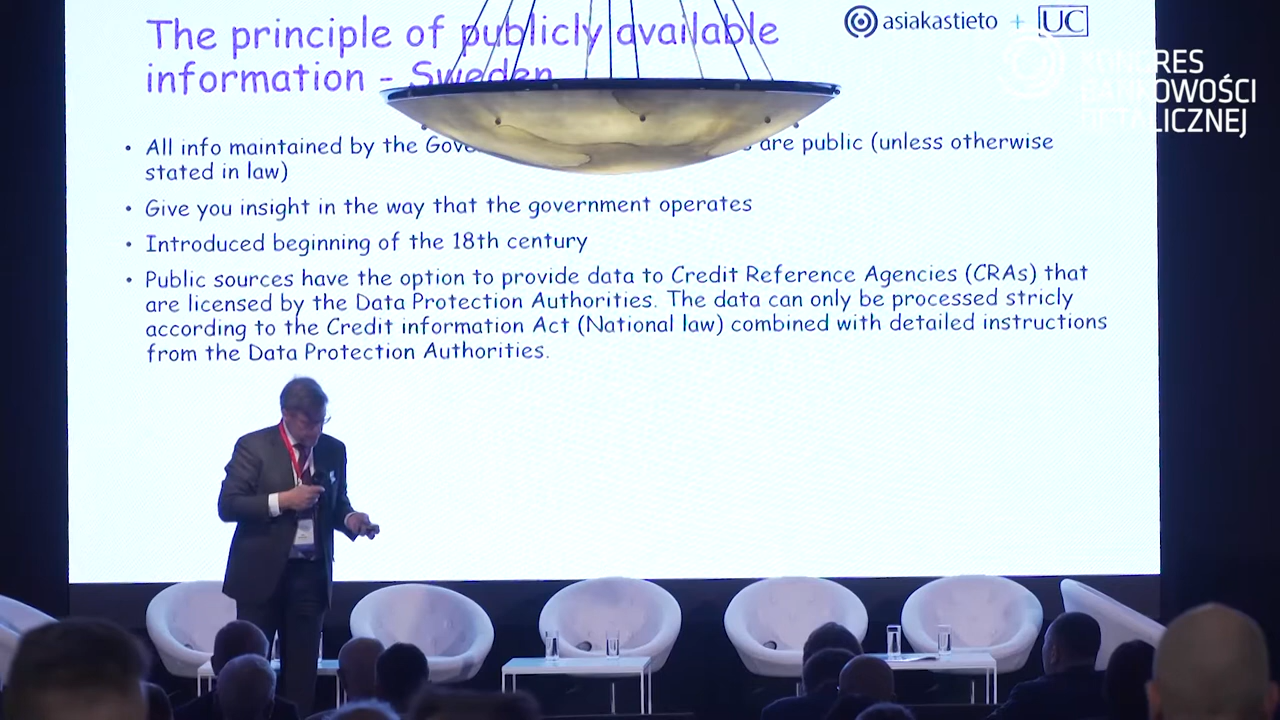 The principle of publicly available
information - Sweden
asiakastieto + UC
KONGRES
BANKOWOŚCI
DETALICZNEJ
• All info maintained by the Gove are public (unless otherwise
stated in law)
• Give you insight in the way that the government operates
• Introduced beginning of the 18th century
• Public sources have the option to provide data to Credit Reference Agencies (CRAs) that
are licensed by the Data Protection Authorities. The data can only be processed stricly
according to the Credit information Act (National law) combined with detailed instructions
from the Data Protection Authorities.